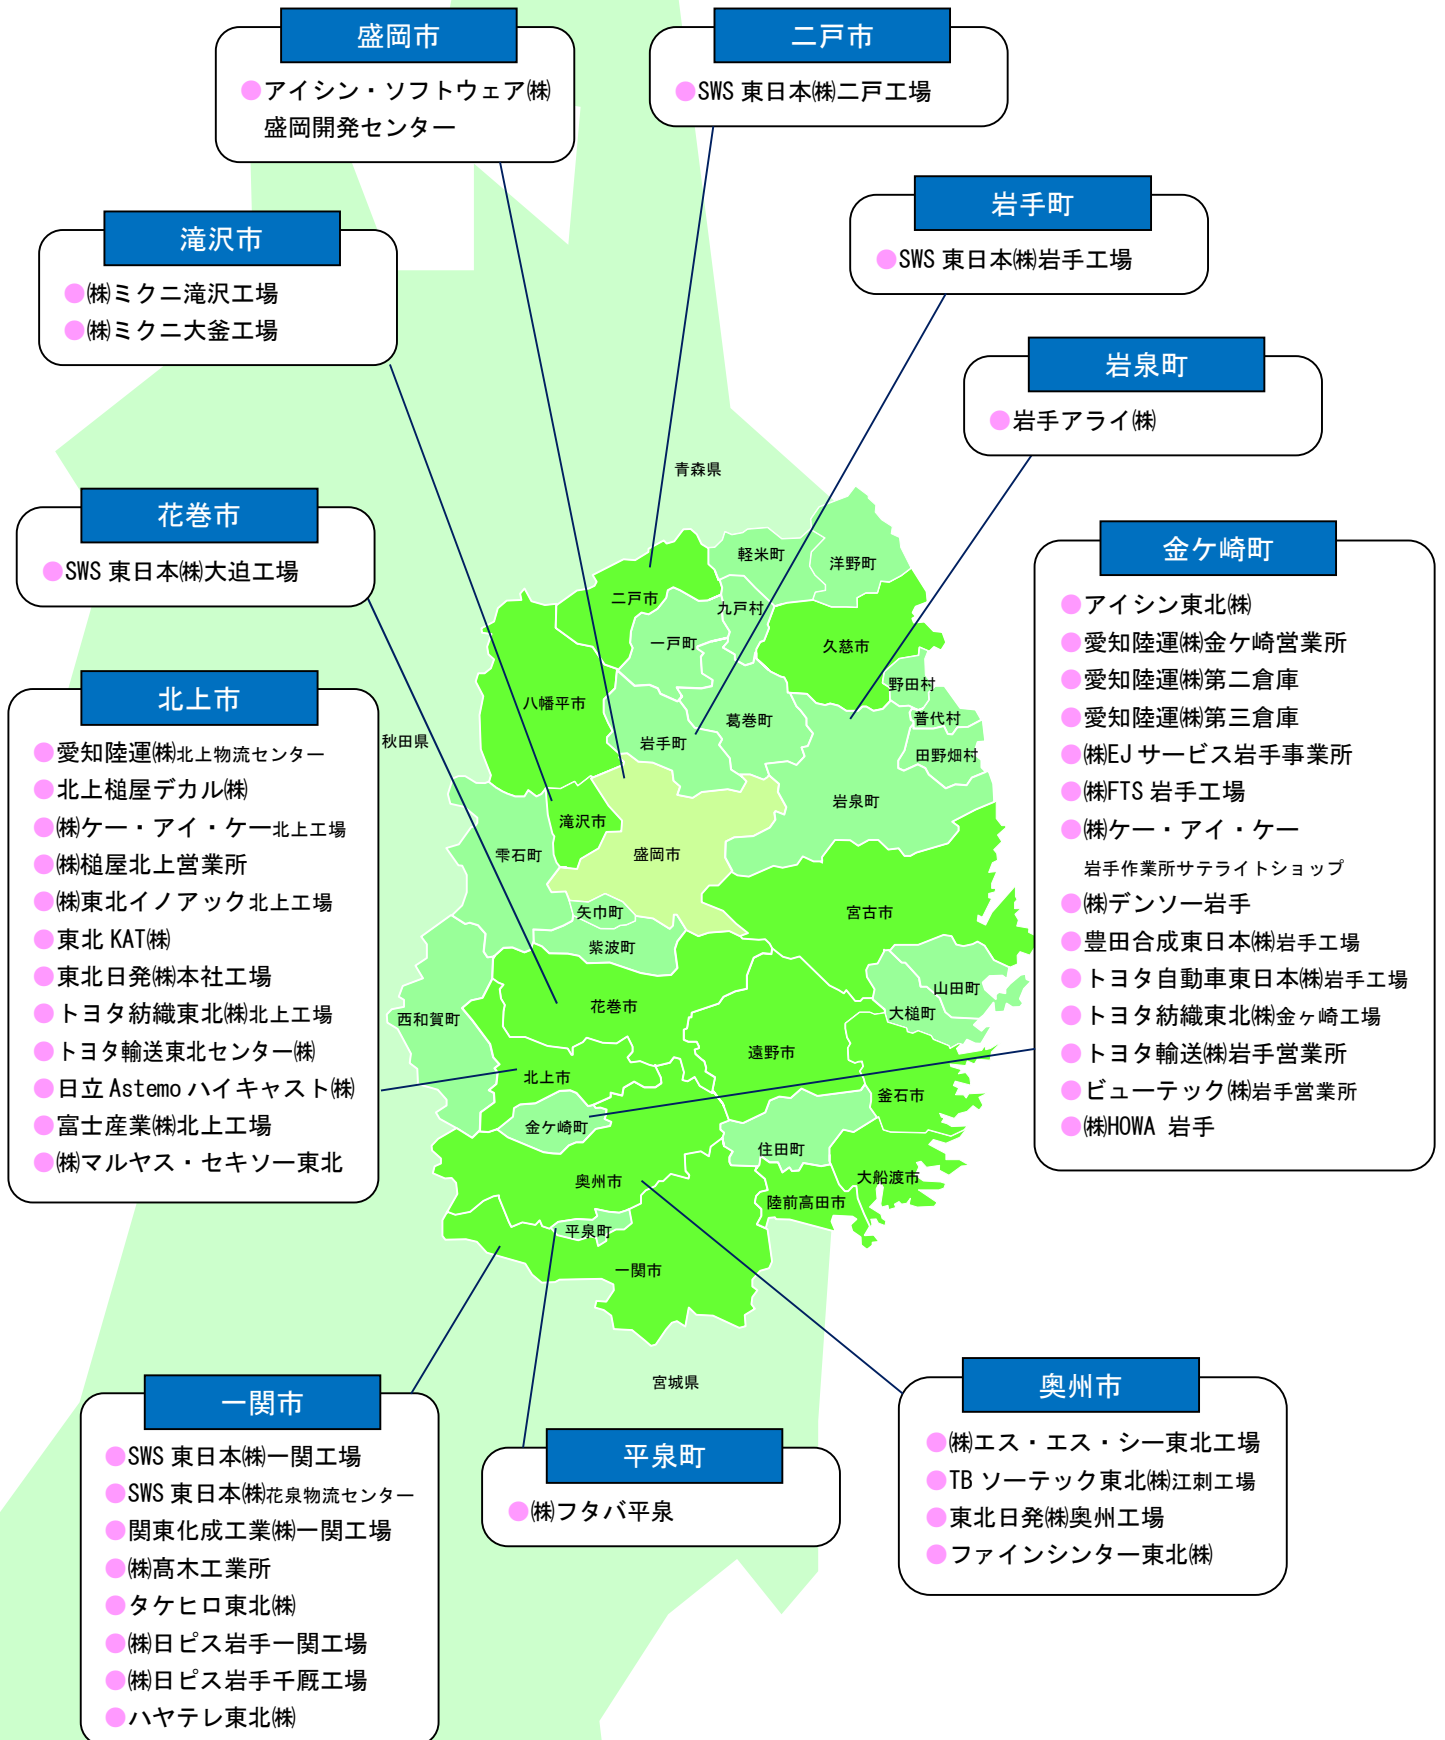 盛岡市
●アイシン・ソフトウェア㈱
盛岡開発センター
二戸市
●SWS 東日本㈱二戸工場
滝沢市
●㈱ミクニ滝沢工場
●㈱ミクニ大釜工場
岩手町
●SWS 東日本㈱岩手工場
岩泉町
●岩手アライ㈱
花巻市
●SWS 東日本㈱大迫工場
北上市
●愛知陸運㈱北上物流センター
●北上槌屋デカル㈱
●㈱ケー・アイ・ケー北上工場
●㈱槌屋北上営業所
●㈱東北イノアック北上工場
●東北 KAT㈱
●東北日発㈱本社工場
●トヨタ紡織東北㈱北上工場
●トヨタ輸送東北センター㈱
●日立 Astemo ハイキャスト㈱
●富士産業㈱北上工場
●㈱マルヤス・セキソー東北
金ケ崎町
●アイシン東北㈱
●愛知陸運㈱金ケ崎営業所
●愛知陸運㈱第二倉庫
●愛知陸運㈱第三倉庫
●㈱EJ サービス岩手事業所
●㈱FTS 岩手工場
●㈱ケー・アイ・ケー
岩手作業所サテライトショップ
●㈱デンソー岩手
●豊田合成東日本㈱岩手工場
●トヨタ自動車東日本㈱岩手工場
●トヨタ紡織東北㈱金ヶ崎工場
●トヨタ輸送㈱岩手営業所
●ビューテック㈱岩手営業所
●㈱HOWA 岩手
青森県
軽米町
洋野町
二戸市
九戸村
一戸町
久慈市
野田村
八幡平市
葛巻町
普代村
秋田県
岩手町
田野畑村
岩泉町
滝沢市
盛岡市
雫石町
矢巾町
宮古市
紫波町
山田町
花巻市
大槌町
西和賀町
遠野市
北上市
釜石市
金ケ崎町
住田町
奥州市
大船渡市
陸前高田市
平泉町
一関市
宮城県
一関市
●SWS 東日本㈱一関工場
●SWS 東日本㈱花泉物流センター
●関東化成工業㈱一関工場
●㈱髙木工業所
●タケヒロ東北㈱
●㈱日ピス岩手一関工場
●㈱日ピス岩手千厩工場
●ハヤテレ東北㈱
平泉町
●㈱フタバ平泉
奥州市
●㈱エス・エス・シー東北工場
●TB ソーテック東北㈱江刺工場
●東北日発㈱奥州工場
●ファインシンター東北㈱